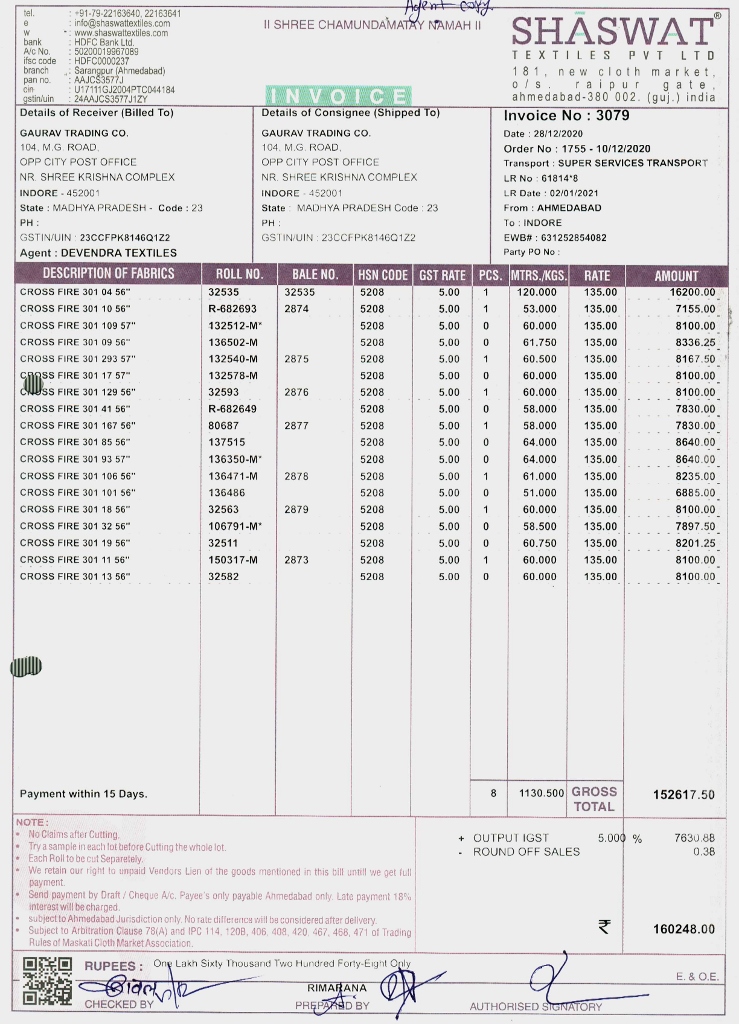 Agent copy.
tel. : +91-79-22163640, 22163641
e : info@shaswattextiles.com
w : www.shaswattextiles.com
bank : HDFC Bank Ltd.
A/c No. : 50200019967089
ifsc code : HDFC0000237
branch : Sarangpur (Ahmedabad)
pan no. : AAJCS3577J
cin : U17111GJ2004PTC044184
gstin/uin : 24AAJCS3577J1ZY
II SHREE CHAMUNDAMATAY NAMAH II
INVOICE
SHASWAT®
TEXTILES PVT LTD
181, new cloth market,
o/s. raipur gate,
ahmedabad-380 002. (guj.) india
Details of Receiver (Billed To)
GAURAV TRADING CO.
104, M.G. ROAD,
OPP CITY POST OFFICE
NR. SHREE KRISHNA COMPLEX
INDORE - 452001
State : MADHYA PRADESH - Code : 23
PH :
GSTIN/UIN : 23CCFPK8146Q1Z2
Agent : DEVENDRA TEXTILES
Details of Consignee (Shipped To)
GAURAV TRADING CO.
104, M.G. ROAD,
OPP CITY POST OFFICE
NR. SHREE KRISHNA COMPLEX
INDORE - 452001
State : MADHYA PRADESH Code : 23
PH :
GSTIN/UIN : 23CCFPK8146Q1Z2
Invoice No : 3079
Date : 28/12/2020
Order No : 1755 - 10/12/2020
Transport : SUPER SERVICES TRANSPORT
LR No : 61814*8
LR Date : 02/01/2021
From : AHMEDABAD
To : INDORE
EWB# : 631252854082
Party PO No :
DESCRIPTION OF FABRICS ROLL NO. BALE NO. HSN CODE GST RATE PCS. MTRS./KGS. RATE AMOUNT
CROSS FIRE 301 04 56" 32535 32535 5208 5.00 1 120.000 135.00 16200.00
CROSS FIRE 301 10 56" R-682693 2874 5208 5.00 1 53.000 135.00 7155.00
CROSS FIRE 301 109 57" 132512-M* 5208 5.00 0 60.000 135.00 8100.00
CROSS FIRE 301 09 56" 136502-M 5208 5.00 0 61.750 135.00 8336.25
CROSS FIRE 301 293 57" 132540-M 2875 5208 5.00 1 60.500 135.00 8167.50
CROSS FIRE 301 17 57" 132578-M 5208 5.00 0 60.000 135.00 8100.00
CROSS FIRE 301 129 56" 32593 2876 5208 5.00 1 60.000 135.00 8100.00
CROSS FIRE 301 41 56" R-682649 5208 5.00 0 58.000 135.00 7830.00
CROSS FIRE 301 167 56" 80687 2877 5208 5.00 1 58.000 135.00 7830.00
CROSS FIRE 301 85 56" 137515 5208 5.00 0 64.000 135.00 8640.00
CROSS FIRE 301 93 57" 136350-M* 5208 5.00 0 64.000 135.00 8640.00
CROSS FIRE 301 106 56" 136471-M 2878 5208 5.00 1 61.000 135.00 8235.00
CROSS FIRE 301 101 56" 136486 5208 5.00 0 51.000 135.00 6885.00
CROSS FIRE 301 18 56" 32563 2879 5208 5.00 1 60.000 135.00 8100.00
CROSS FIRE 301 32 56" 106791-M* 5208 5.00 0 58.500 135.00 7897.50
CROSS FIRE 301 19 56" 32511 5208 5.00 0 60.750 135.00 8201.25
CROSS FIRE 301 11 56" 150317-M 2873 5208 5.00 1 60.000 135.00 8100.00
CROSS FIRE 301 13 56" 32582 5208 5.00 0 60.000 135.00 8100.00
Payment within 15 Days. 8 1130.500 GROSS TOTAL 152617.50
NOTE:
• No Claims after Cutting.
• Try a sample in each lot before Cutting the whole lot.
• Each Roll to be cut Separately.
• We retain our right to unpaid Vendors Lien of the goods mentioned in this bill until we get full
payment.
• Send payment by Draft / Cheque A/c. Payee's only payable Ahmedabad only. Late payment 18%
interest will be charged.
• subject to Ahmedabad Jurisdiction only. No rate difference will be considered after delivery.
• Subject to Arbitration Clause 78(A) and IPC 114, 120B, 406, 408, 420, 467, 468, 471 of Trading
Rules of Maskati Cloth Market Association.
+ OUTPUT IGST 5.000 % 7630.88
- ROUND OFF SALES 0.38
₹ 160248.00
RUPEES : One Lakh Sixty Thousand Two Hundred Forty-Eight Only
E. & O.E.
CHECKED BY
RIMARANA
PREPARED BY
AUTHORISED SIGNATORY